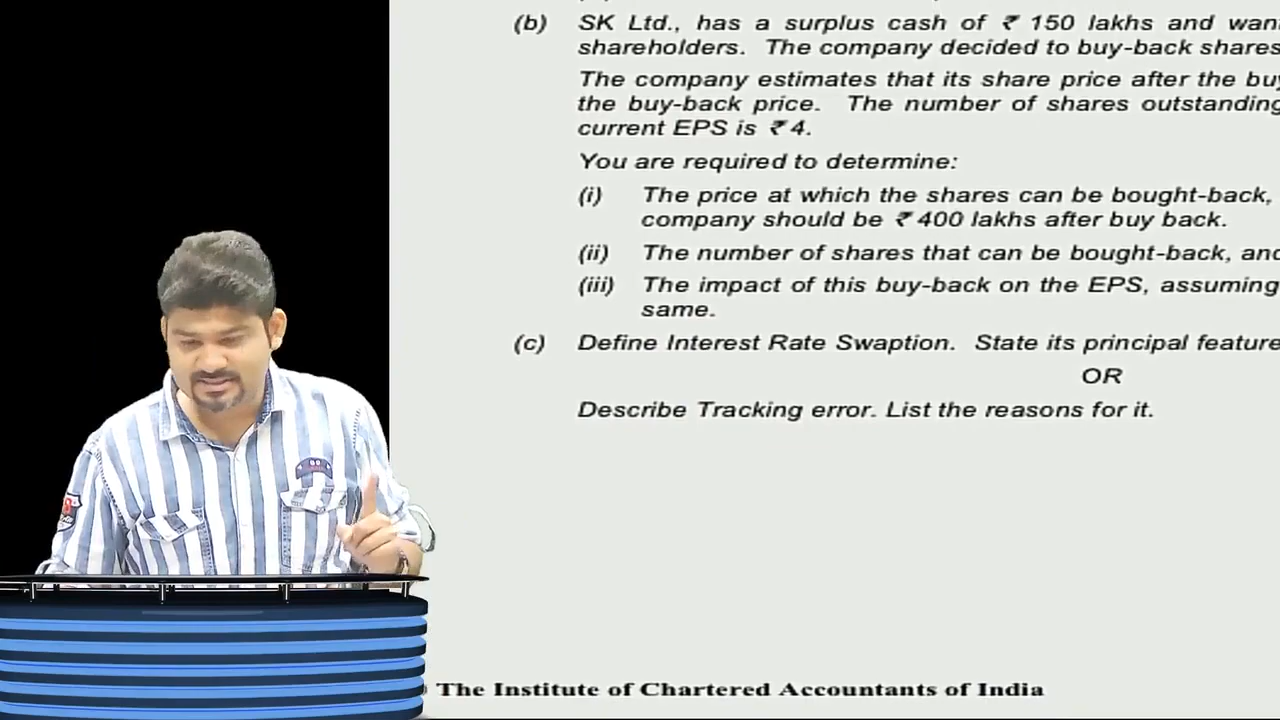 (b) SK Ltd., has a surplus cash of ₹ 150 lakhs and wan
shareholders. The company decided to buy-back shares
The company estimates that its share price after the buy
the buy-back price. The number of shares outstanding
current EPS is ₹ 4.
You are required to determine:
(i) The price at which the shares can be bought-back,
company should be ₹ 400 lakhs after buy back.
(ii) The number of shares that can be bought-back, and
(iii) The impact of this buy-back on the EPS, assuming
same.
(c) Define Interest Rate Swaption. State its principal feature
OR
Describe Tracking error. List the reasons for it.
The Institute of Chartered Accountants of India